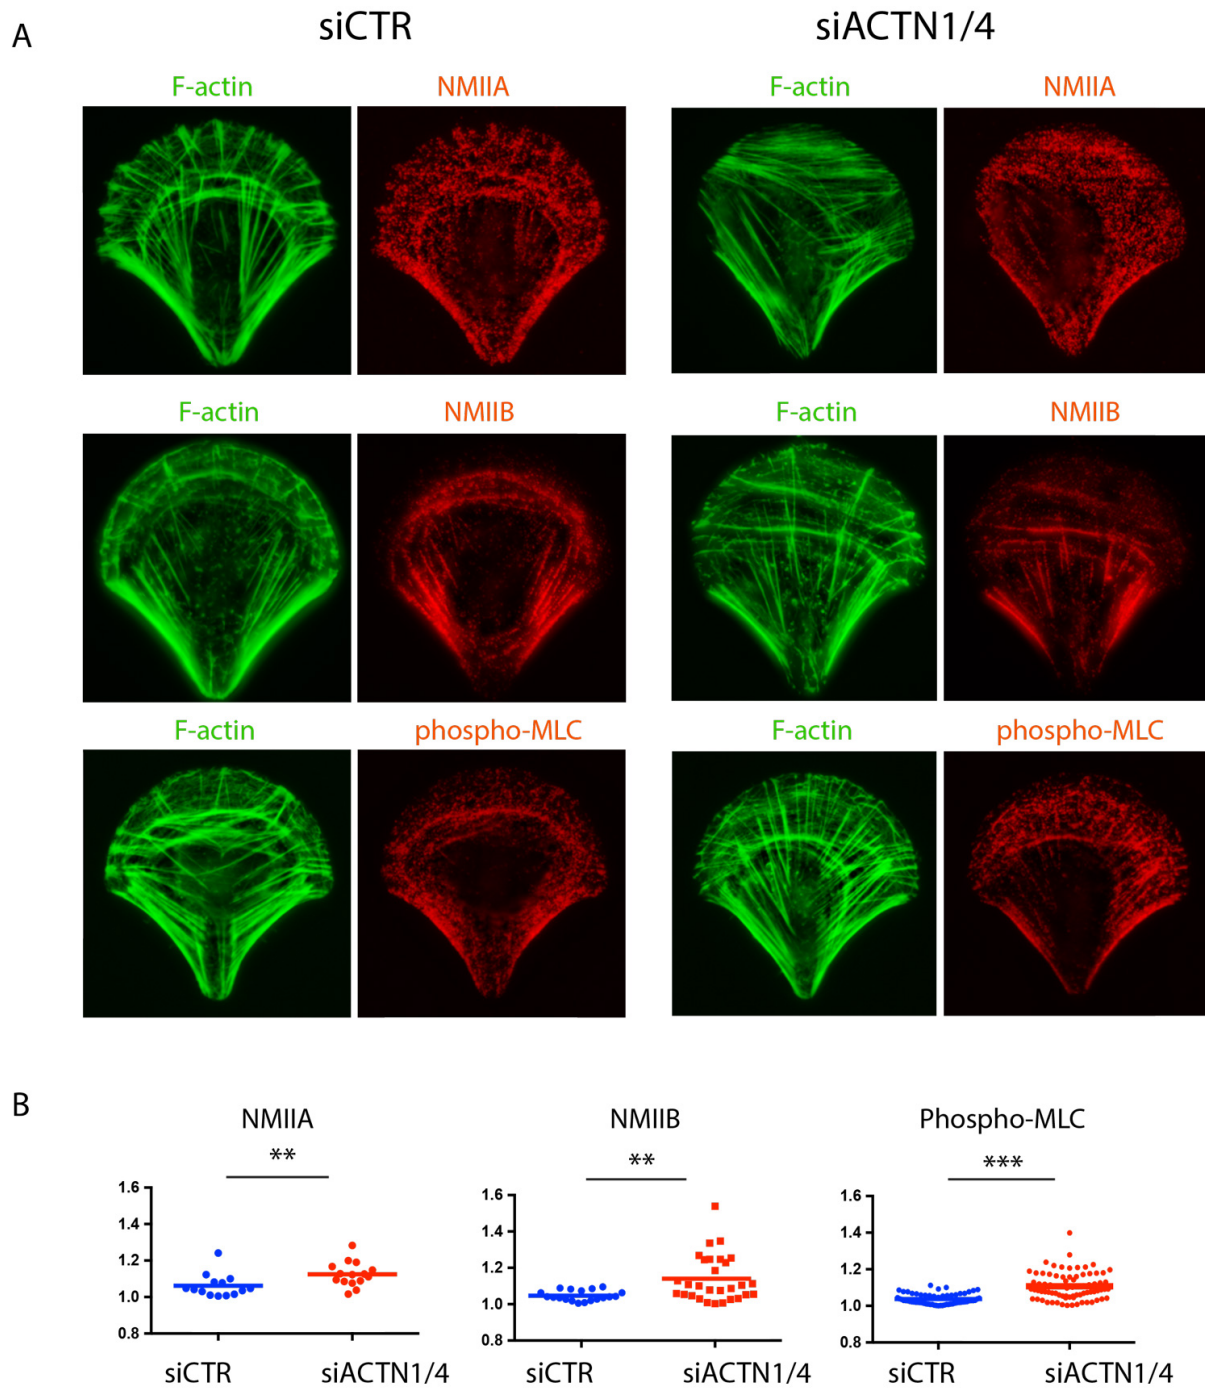 A
siCTR
siACTN1/4
F-actin
NMIIA
F-actin
NMIIA
F-actin
NMIIB
F-actin
NMIIB
F-actin
phospho-MLC
F-actin
phospho-MLC
B
NMIIA
NMIIB
Phospho-MLC
**
**
***
1.6
1.4
1.2
1.0
0.8
siCTR
siACTN1/4
1.6
1.4
1.2
1.0
0.8
siCTR
siACTN1/4
1.6
1.4
1.2
1.0
0.8
siCTR
siACTN1/4